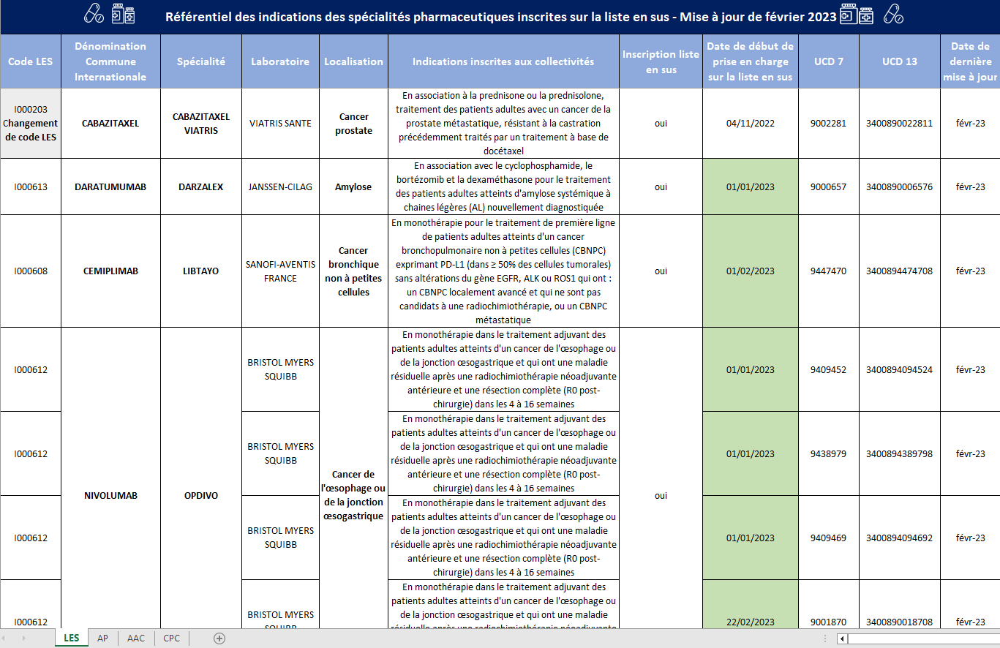 Référentiel des indications des spécialités pharmaceutiques inscrites sur la liste en sus - Mise à jour de février 2023
Code LES
Dénomination
Commune
Internationale
Spécialité
Laboratoire
Localisation
Indications inscrites aux collectivités
Inscription liste
en sus
Date de début de
prise en charge
sur la liste en sus
UCD 7
UCD 13
Date de
dernière
mise à jour
I000203
Changement
de code LES
CABAZITAXEL
CABAZITAXEL
VIATRIS
VIATRIS SANTE
Cancer
prostate
En association à la prednisone ou la prednisolone,
traitement des patients adultes avec un cancer de la
prostate métastatique, résistant à la castration
précédemment traités par un traitement à base de
docétaxel
oui
04/11/2022
9002281
3400890022811
févr-23
I000613
DARATUMUMAB
DARZALEX
JANSSEN-CILAG
Amylose
En association avec le cyclophosphamide, le
bortézomib et la dexaméthasone pour le traitement
des patients adultes atteints d'amylose systémique à
chaines légères (AL) nouvellement diagnostiquée
oui
01/01/2023
9000657
3400890006576
févr-23
I000608
CEMIPLIMAB
LIBTAYO
SANOFI-AVENTIS
FRANCE
Cancer
bronchique
non à petites
cellules
En monothérapie pour le traitement de première ligne
de patients adultes atteints d'un cancer
bronchopulmonaire non à petites cellules (CBNPC)
exprimant PD-L1 (dans ≥ 50% des cellules tumorales)
sans altérations du gène EGFR, ALK ou ROS1 qui ont :
un CBNPC localement avancé et qui ne sont pas
candidats à une radiochimiothérapie, ou un CBNPC
métastatique
oui
01/02/2023
9447470
3400894474708
févr-23
I000612
NIVOLUMAB
OPDIVO
BRISTOL MYERS
SQUIBB
Cancer de
l'œsophage ou
de la jonction
œsogastrique
En monothérapie dans le traitement adjuvant des
patients adultes atteints d'un cancer de l'œsophage ou
de la jonction œsogastrique et qui ont une maladie
résiduelle après une radiochimiothérapie néoadjuvante
antérieure et une résection complète (R0 post-
chirurgie) dans les 4 à 16 semaines
oui
01/01/2023
9409452
3400894094524
févr-23
I000612
BRISTOL MYERS
SQUIBB
En monothérapie dans le traitement adjuvant des
patients adultes atteints d'un cancer de l'œsophage ou
de la jonction œsogastrique et qui ont une maladie
résiduelle après une radiochimiothérapie néoadjuvante
antérieure et une résection complète (R0 post-
chirurgie) dans les 4 à 16 semaines
01/01/2023
9438979
3400894389798
févr-23
I000612
BRISTOL MYERS
SQUIBB
En monothérapie dans le traitement adjuvant des
patients adultes atteints d'un cancer de l'œsophage ou
de la jonction œsogastrique et qui ont une maladie
résiduelle après une radiochimiothérapie néoadjuvante
antérieure et une résection complète (R0 post-
chirurgie) dans les 4 à 16 semaines
01/01/2023
9409469
3400894094692
févr-23
I000612
BRISTOL MYERS
SQUIBB
En monothérapie dans le traitement adjuvant des
patients adultes atteints d'un cancer de l'œsophage ou
de la jonction œsogastrique et qui ont une maladie
résiduelle après une radiochimiothérapie néoadjuvante
22/02/2023
9001870
3400890018708
févr-23
LES
AP
AAC
CPC